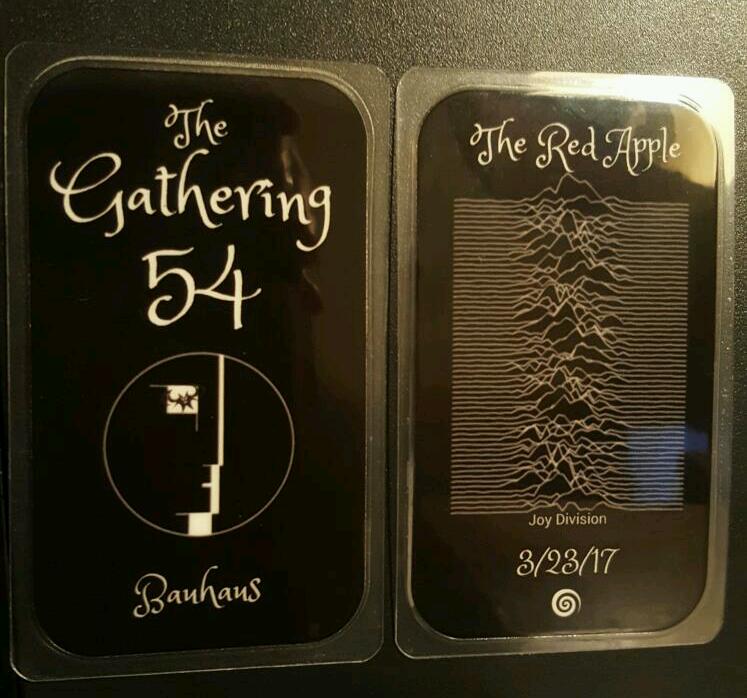 The
Gathering
54
Bauhaus
The Red Apple
Joy Division
3/23/17